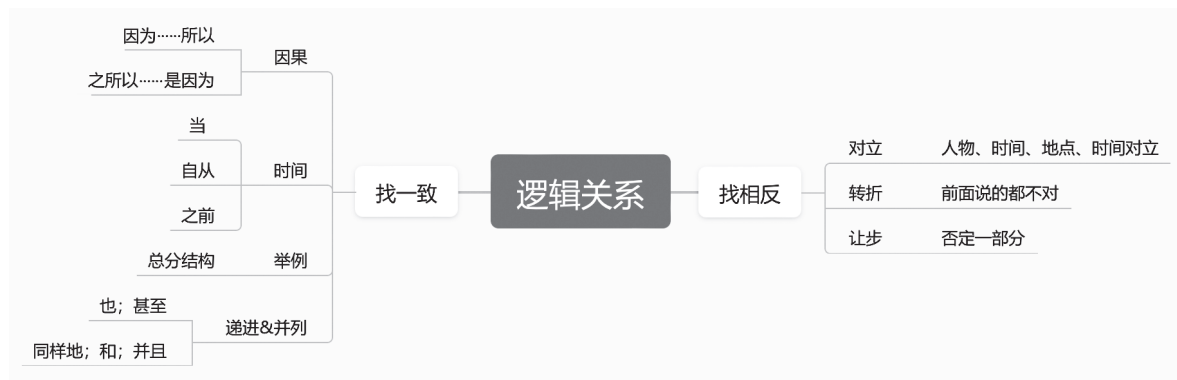 因为……所以
因果
之所以……是因为
当
自从
时间
之前
总分结构
举例
也；甚至
递进&并列
同样地；和；并且
找一致
逻辑关系
找相反
对立
人物、时间、地点、时间对立
转折
前面说的都不对
让步
否定一部分